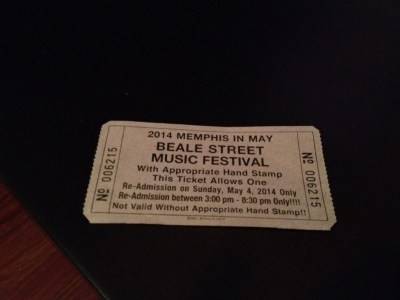 2014 MEMPHIS IN MAY
BEALE STREET
MUSIC FESTIVAL
With Appropriate Hand Stamp
This Ticket Allows One
Re-Admission on Sunday, May 4, 2014 Only
Re-Admission between 3:00 pm - 8:30 pm Only!!!!
Not Valid Without Appropriate Hand Stamp!!
No 006215
No 006215